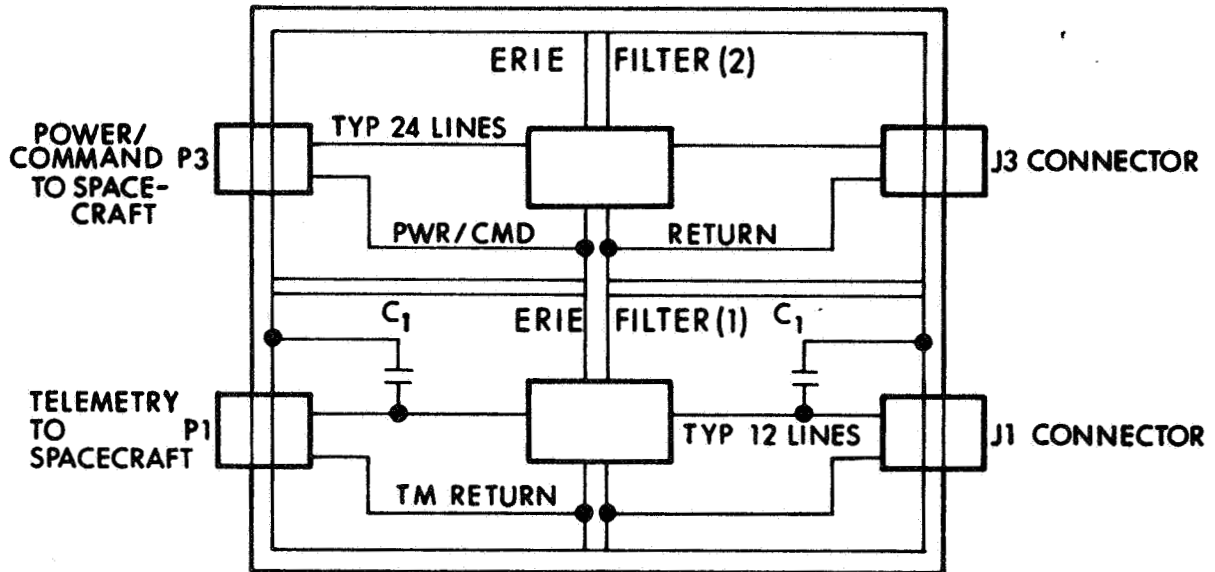 ERIE FILTER (2)
POWER/
COMMAND P3
TO SPACE-
CRAFT
TYP 24 LINES
J3 CONNECTOR
PWR/CMD RETURN
C1 ERIE FILTER (1) C1
TELEMETRY
TO P1
SPACECRAFT
TYP 12 LINES
J1 CONNECTOR
TM RETURN